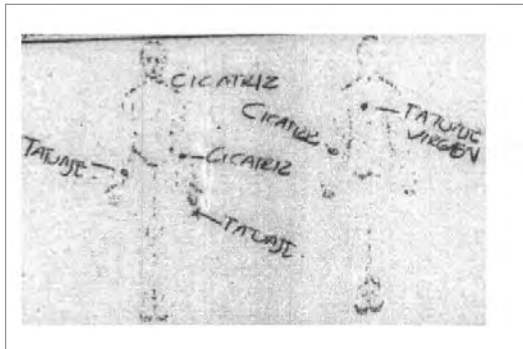 CICATRIZ
CICATRIZ
TATUAJE
VIRGEN
TATUAJE
CICATRIZ
TATUAJE